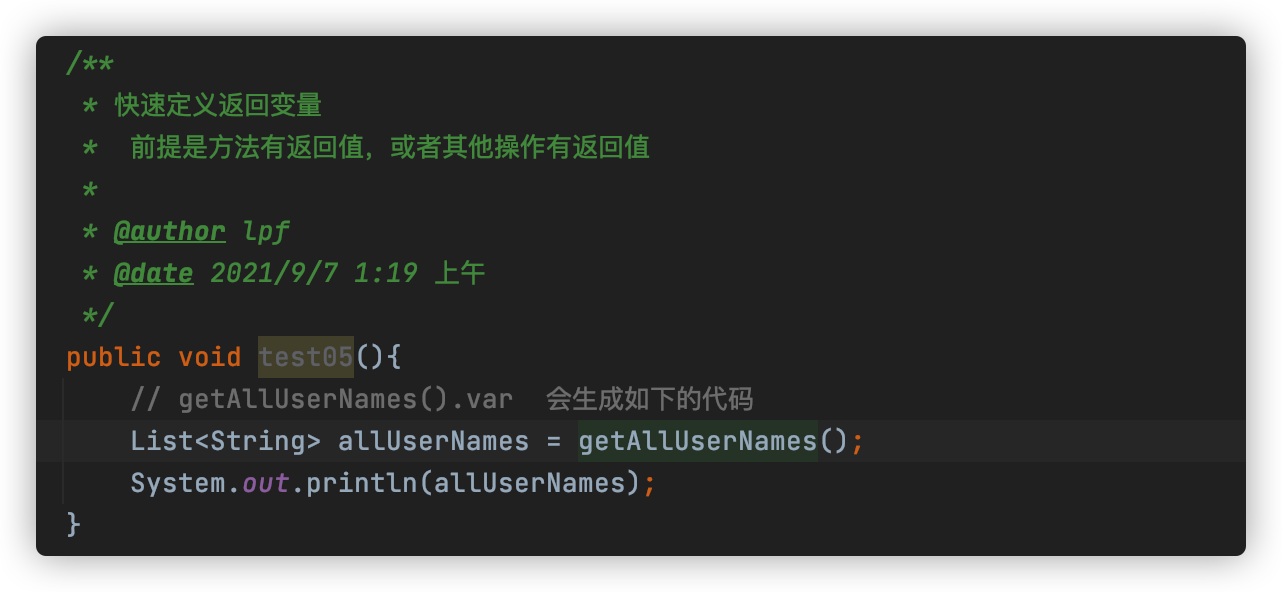 /**
 * 快速定义返回变量
 *  前提是方法有返回值，或者其他操作有返回值
 *
 * @author lpf
 * @date 2021/9/7 1:19 上午
 */
public void test05(){
    // getAllUserNames().var  会生成如下的代码
    List<String> allUserNames = getAllUserNames();
    System.out.println(allUserNames);
}